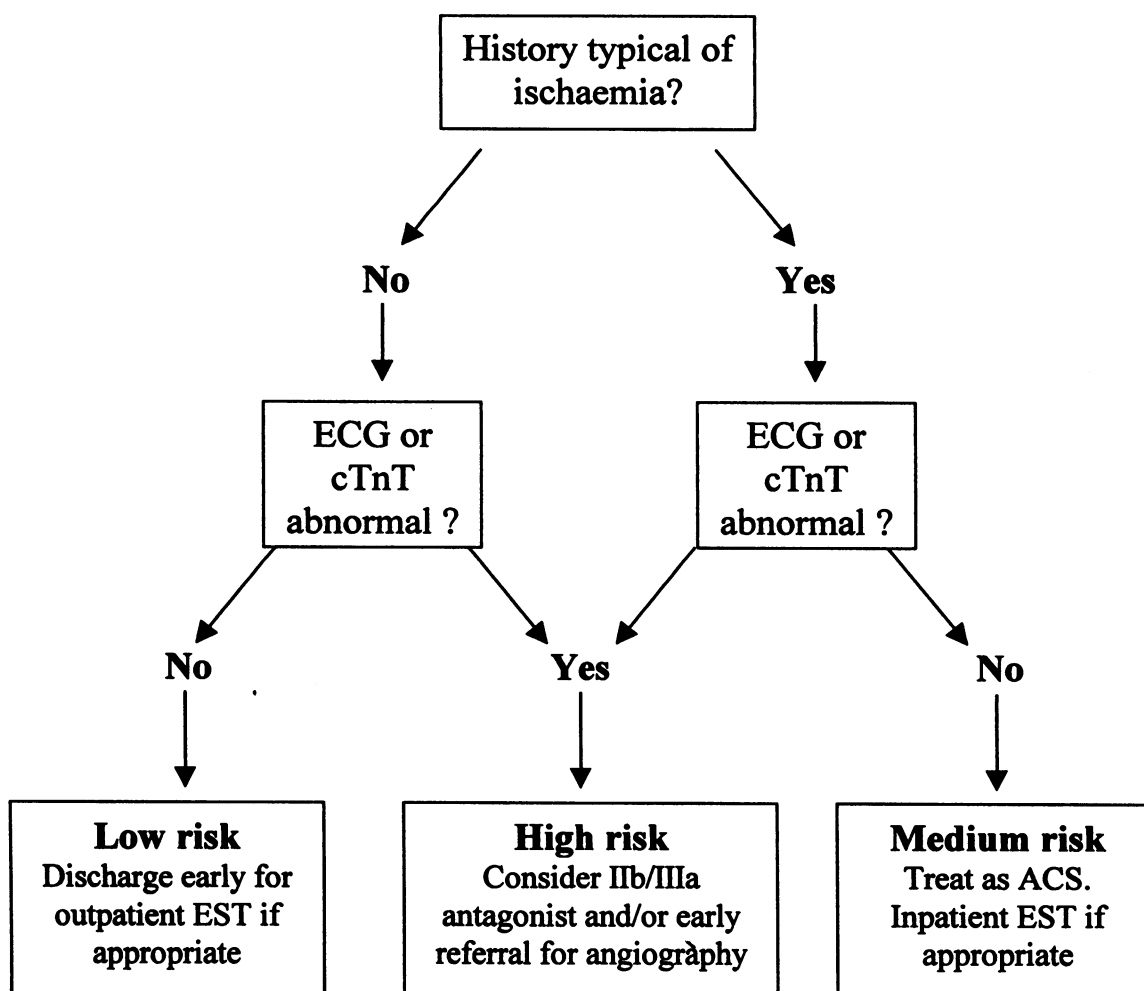 History typical of
ischaemia?
No
Yes
ECG or
cTnT
abnormal ?
ECG or
cTnT
abnormal ?
No
Yes
No
Low risk
Discharge early for
outpatient EST if
appropriate
High risk
Consider IIb/IIIa
antagonist and/or early
referral for angiogràphy
Medium risk
Treat as ACS.
Inpatient EST if
appropriate